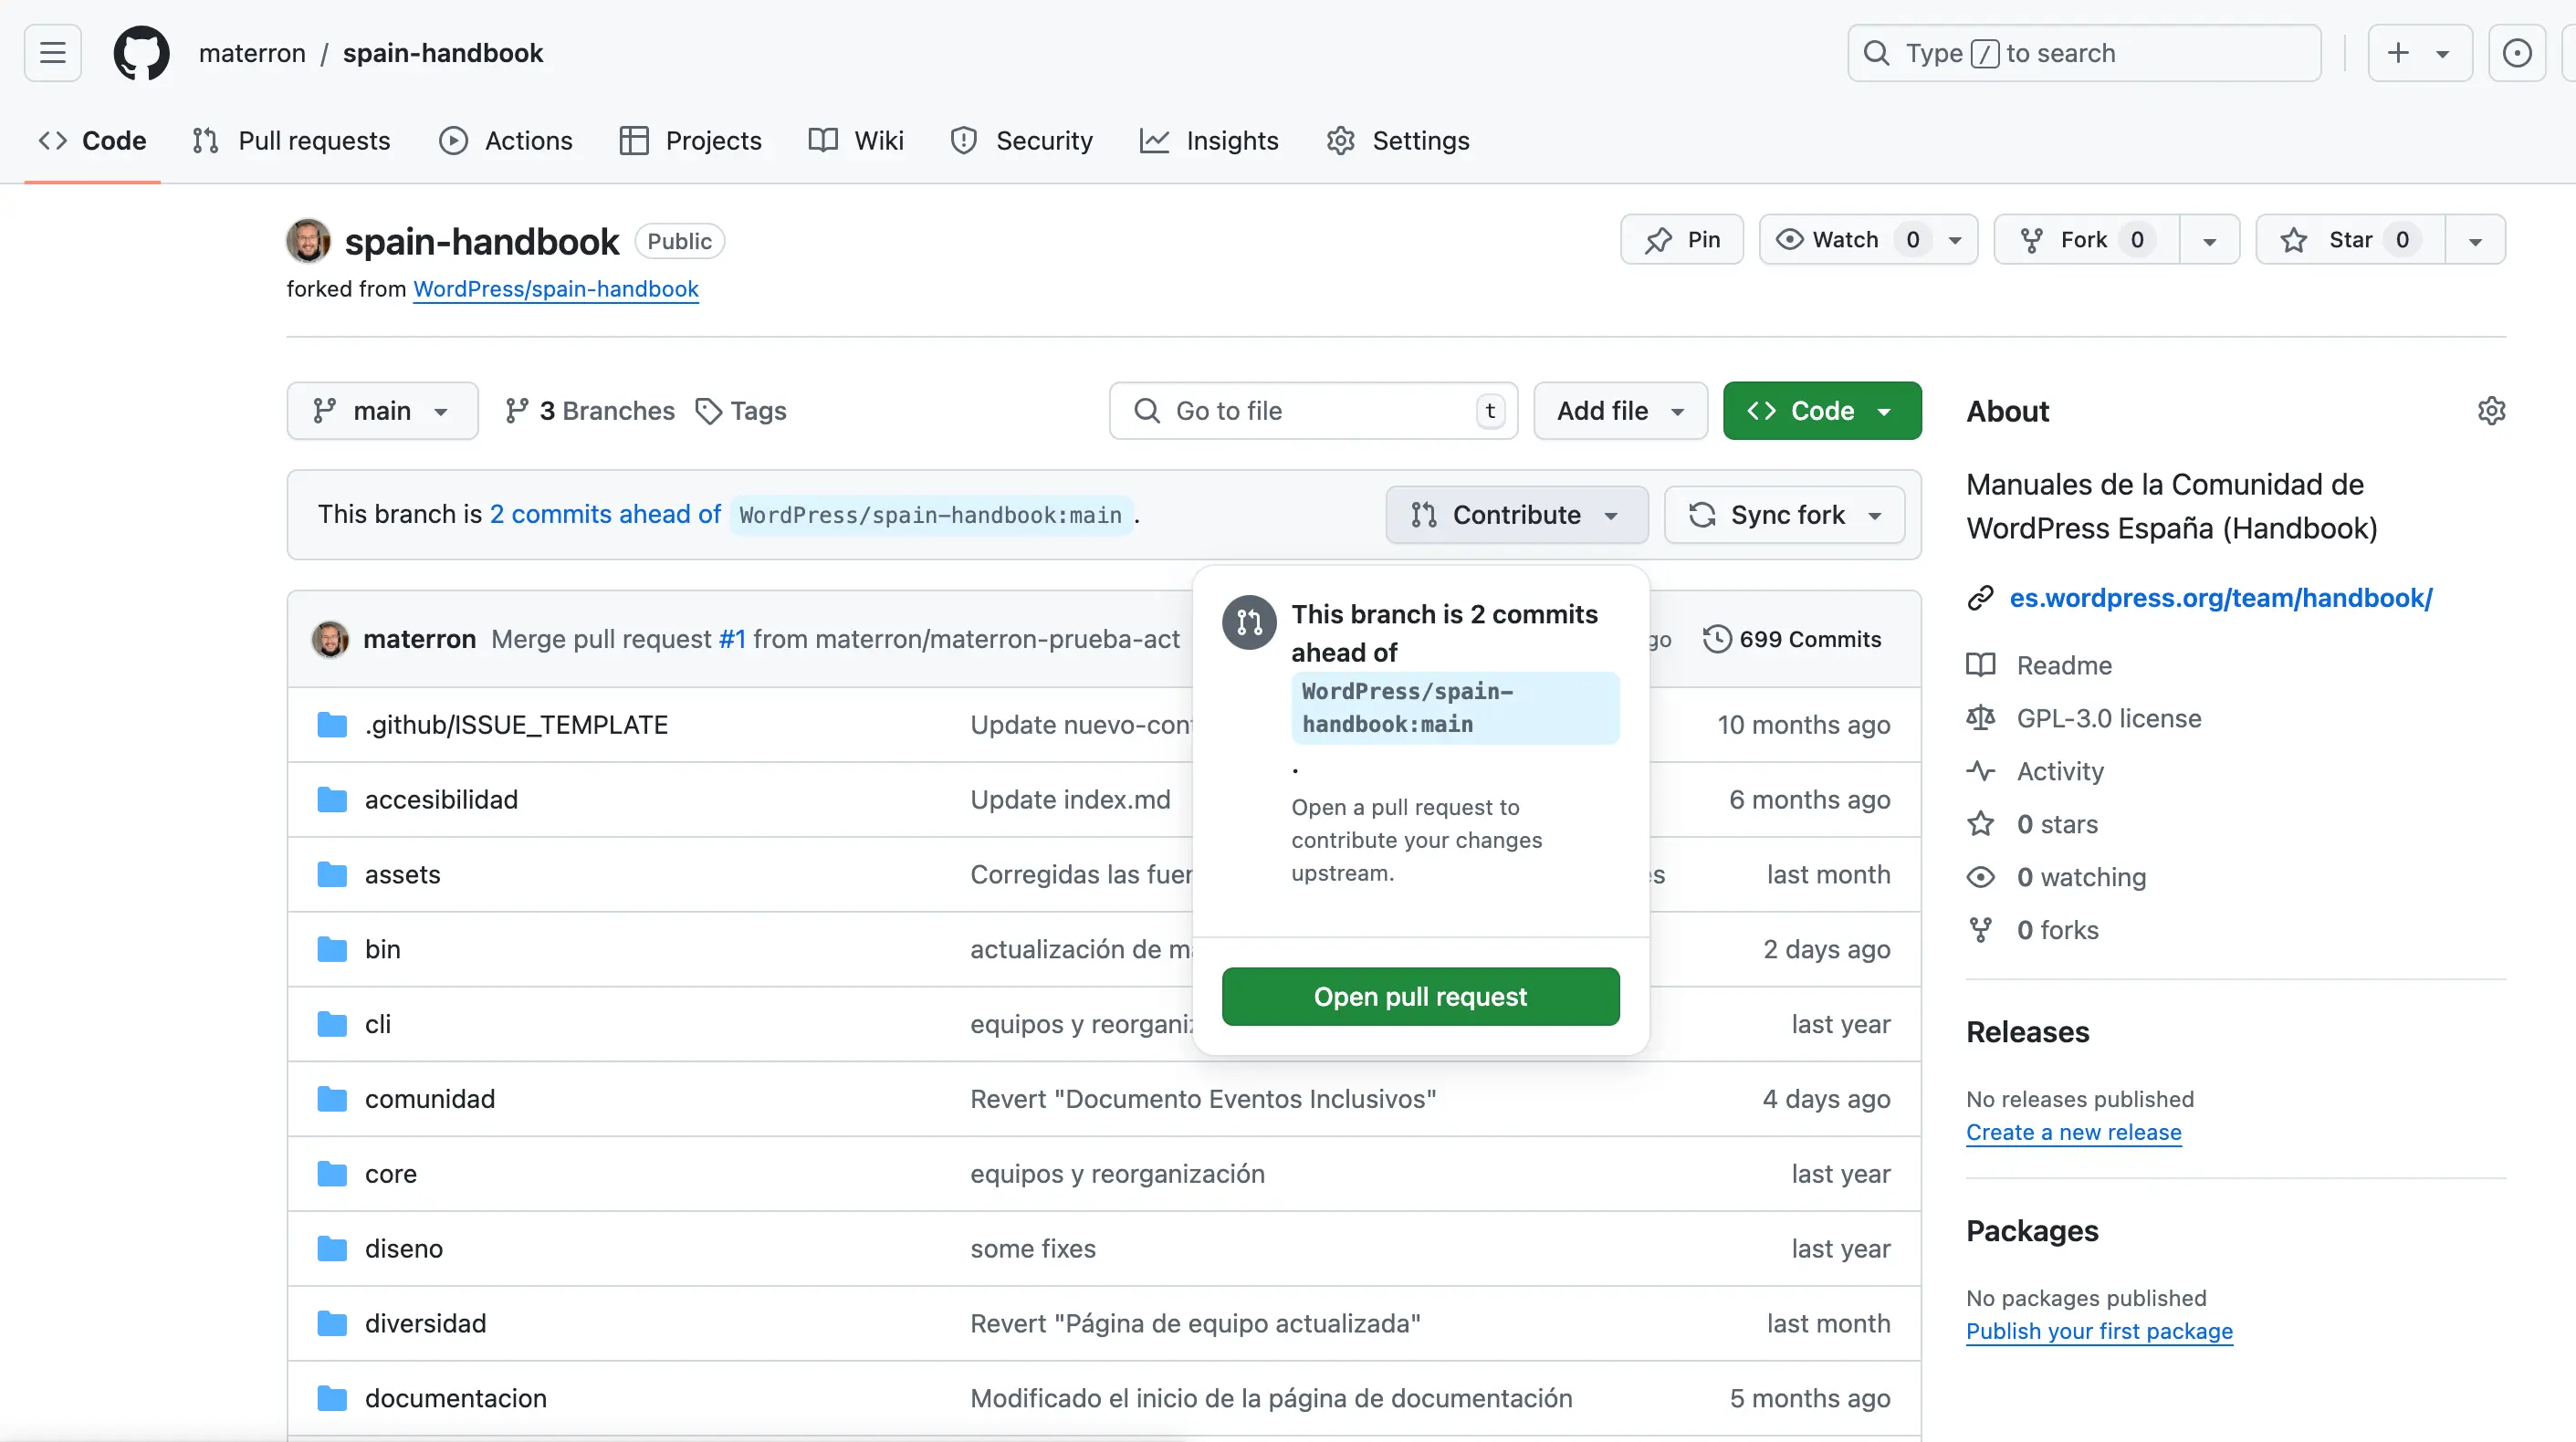 materron / spain-handbook
Type / to search
Code
Pull requests
Actions
Projects
Wiki
Security
Insights
Settings
spain-handbook Public
Pin
Watch 0
Fork 0
Star 0
forked from WordPress/spain-handbook
main
3 Branches
Tags
Go to file t
Add file
Code
This branch is 2 commits ahead of WordPress/spain-handbook:main .
Contribute
Sync fork
This branch is 2 commits
ahead of
WordPress/spain-
handbook:main
.
Open a pull request to
contribute your changes
upstream.
Open pull request
materron Merge pull request #1 from materron/materron-prueba-act
699 Commits
.github/ISSUE_TEMPLATE Update 10 months ago
accesibilidad Update index.md 6 months ago
assets Corregidas las last month
bin actualización de 2 days ago
cli equipos y last year
comunidad Revert "Documento Eventos Inclusivos" 4 days ago
core equipos y reorganización last year
diseno some fixes last year
diversidad Revert "Página de equipo actualizada" last month
documentacion Modificado el inicio de la página de documentación 5 months ago
About
Manuales de la Comunidad de
WordPress España (Handbook)
es.wordpress.org/team/handbook/
Readme
GPL-3.0 license
Activity
0 stars
0 watching
0 forks
Releases
No releases published
Create a new release
Packages
No packages published
Publish your first package